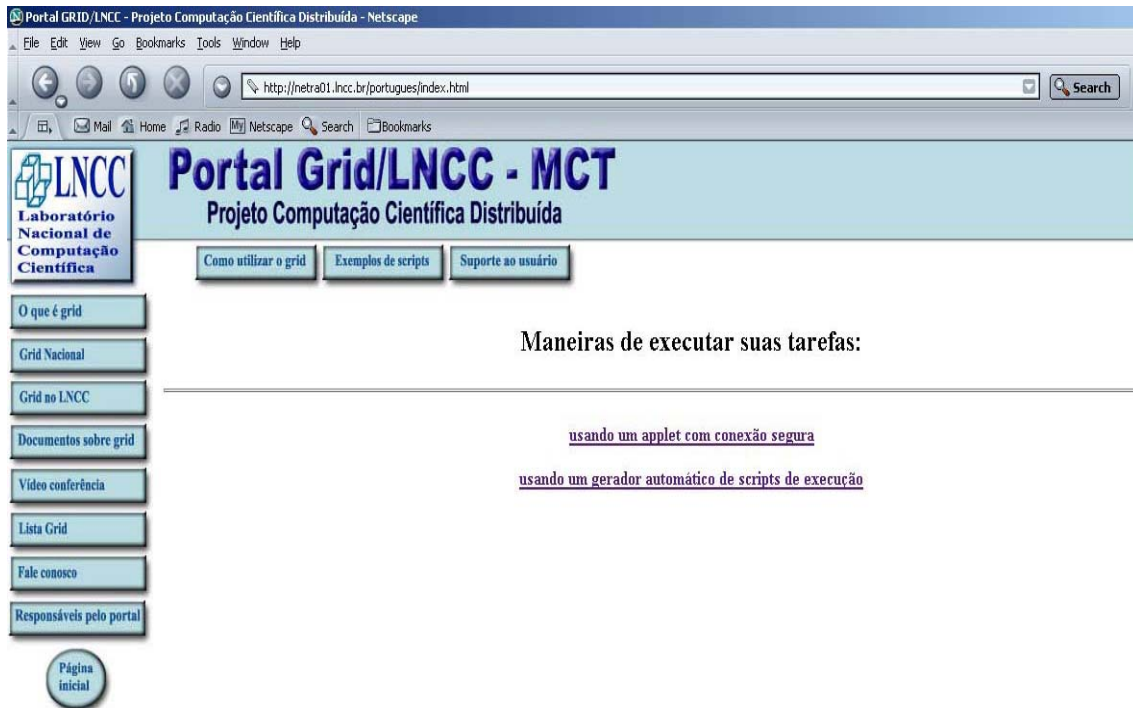 Portal GRID/LNCC - Projeto Computação Científica Distribuída - Netscape
File Edit View Go Bookmarks Tools Window Help
http://netra01.lncc.br/portugues/index.html
Search
Mail Home Radio My Netscape Search Bookmarks
LNCC
Laboratório
Nacional de
Computação
Científica
Portal Grid/LNCC - MCT
Projeto Computação Científica Distribuída
Como utilizar o grid Exemplos de scripts Suporte ao usuário
O que é grid
Grid Nacional
Grid no LNCC
Documentos sobre grid
Vídeo conferência
Lista Grid
Fale conosco
Responsáveis pelo portal
Página
inicial
Maneiras de executar suas tarefas:
usando um applet com conexão segura
usando um gerador automático de scripts de execução